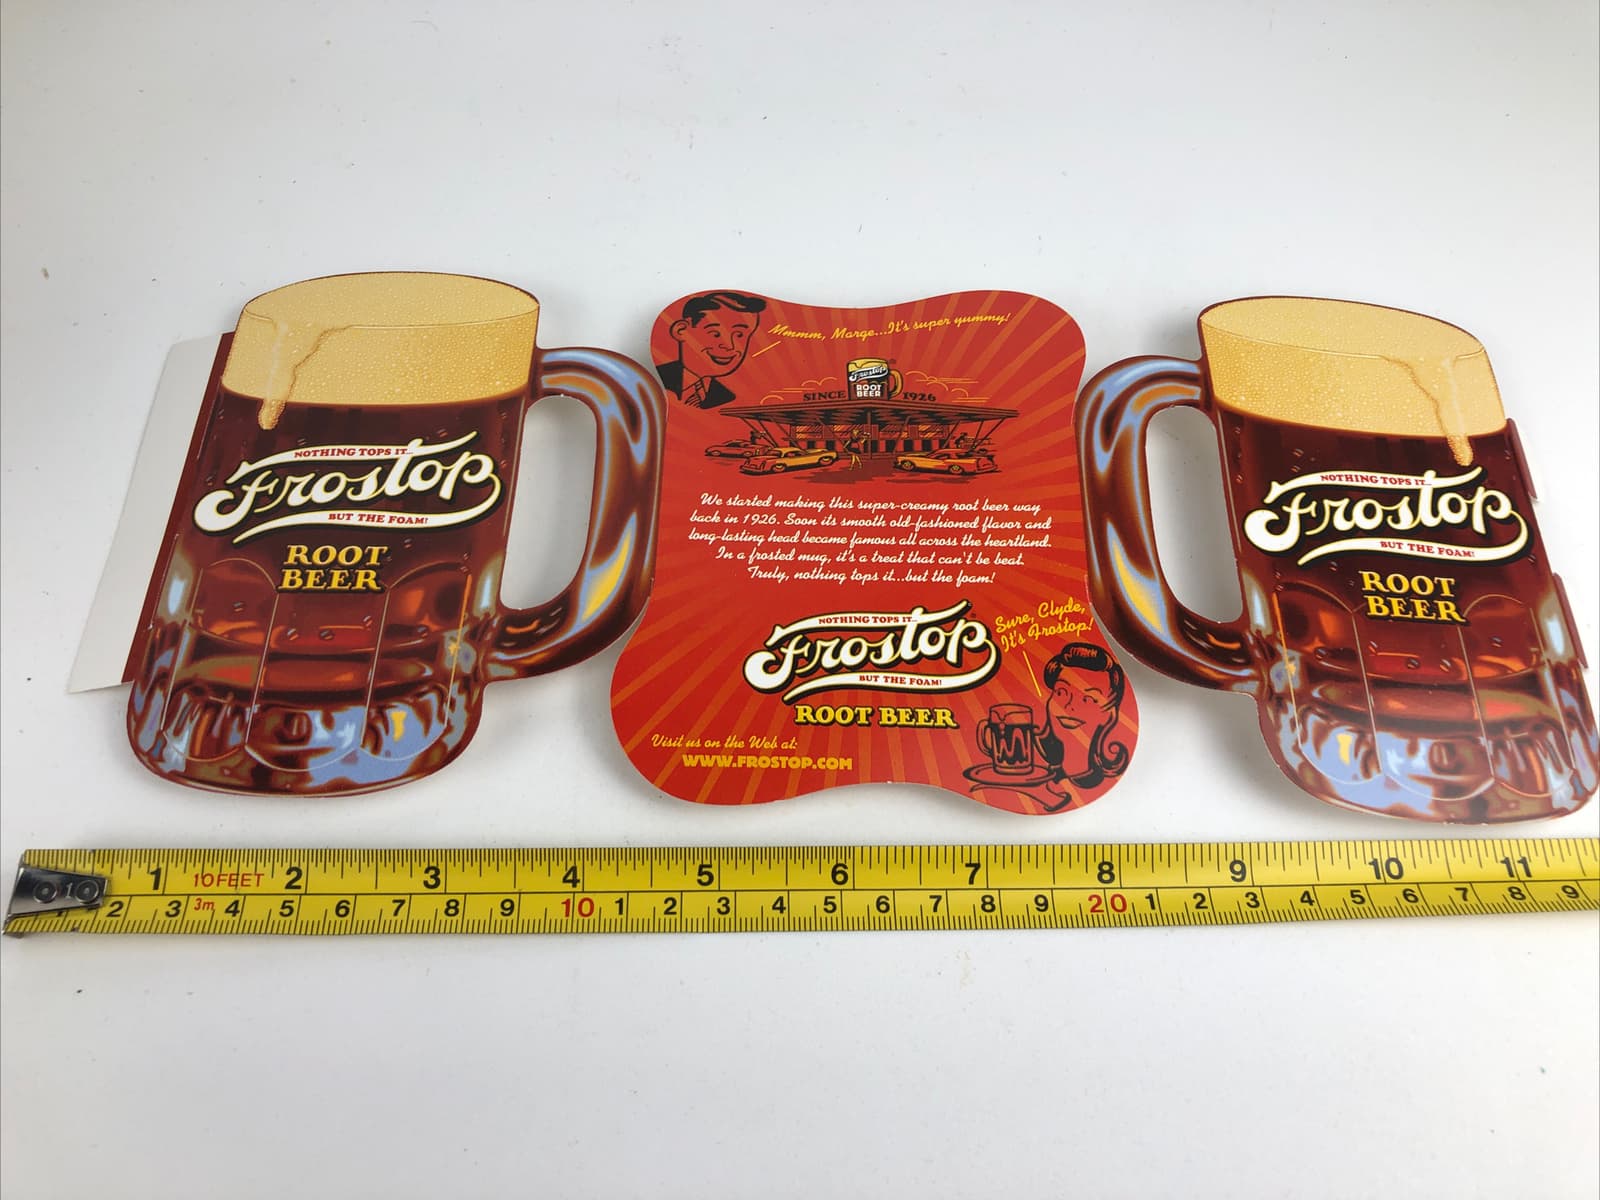 NOTHING TOPS IT...
Frostop
BUT THE FOAM!
ROOT
BEER
Mmmm, Marge...It's super yummy!
Frostop
ROOT
BEER
SINCE 1926
We started making this super-creamy root beer way
back in 1926. Soon its smooth old-fashioned flavor and
long-lasting head became famous all across the heartland.
In a frosted mug, it's a treat that can't be beat.
Truly, nothing tops it...but the foam!
NOTHING TOPS IT...
Frostop
BUT THE FOAM!
ROOT BEER
Sure, Clyde,
It's Frostop!
Visit us on the Web at:
WWW.FROSTOP.COM
NOTHING TOPS IT...
Frostop
BUT THE FOAM!
ROOT
BEER
1 10FEET 2 3 4 5 6 7 8 9 10 11
1 2 3 3m 4 5 6 7 8 9 10 1 2 3 4 5 6 7 8 9 20 1 2 3 4 5 6 7 8 9